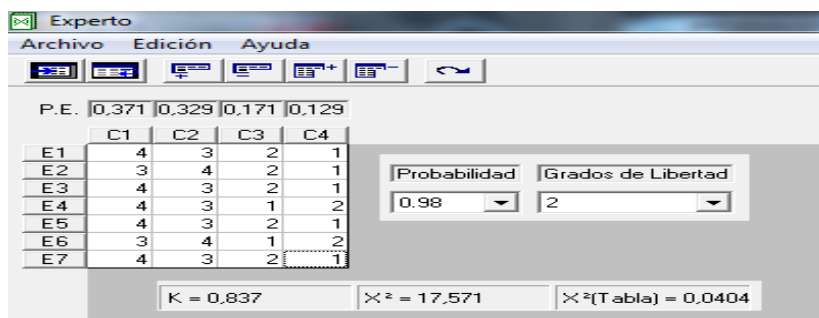 Experto
Archivo Edición Ayuda
P.E. 0,371 0,329 0,171 0,129
C1 C2 C3 C4
E1 4 3 2 1
E2 3 4 2 1
E3 4 3 2 1
E4 4 3 1 2
E5 4 3 2 1
E6 3 4 1 2
E7 4 3 2 1
Probabilidad Grados de Libertad
0.98 2
K = 0,837 X² = 17,571 X²(Tabla) = 0,0404